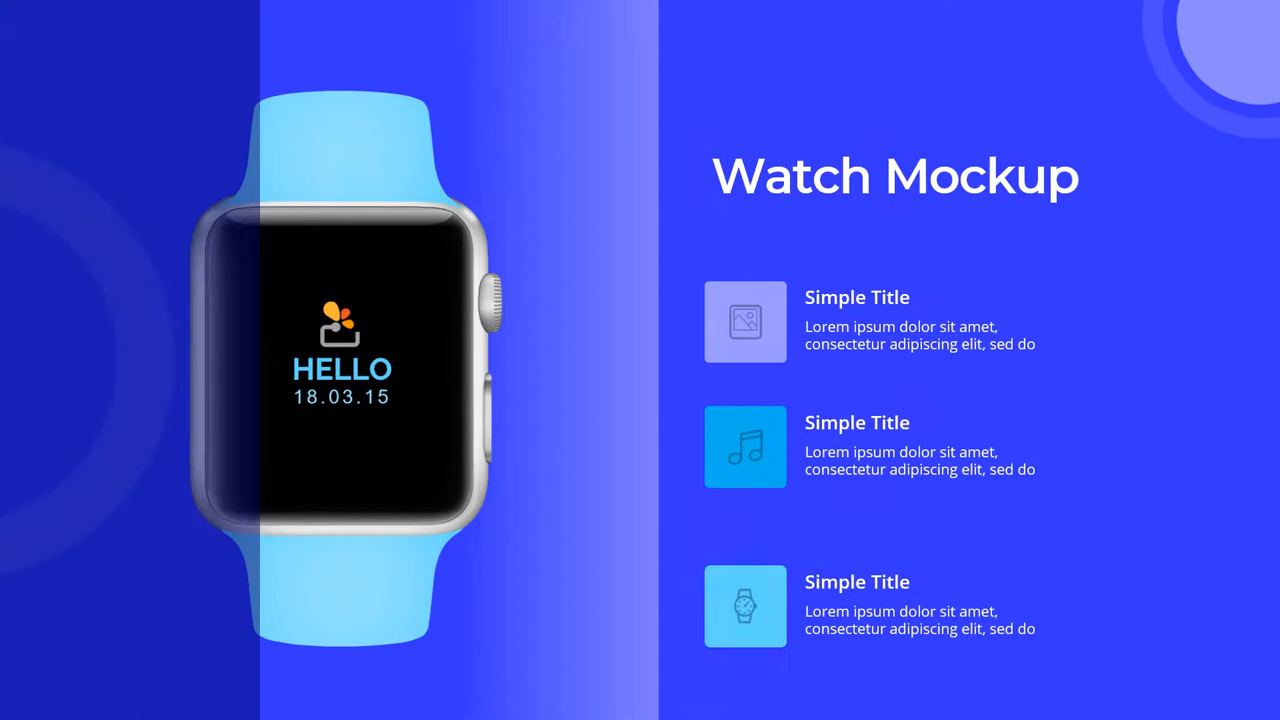 Watch Mockup
HELLO
18.03.15
Simple Title
Lorem ipsum dolor sit amet,
consectetur adipiscing elit, sed do
Simple Title
Lorem ipsum dolor sit amet,
consectetur adipiscing elit, sed do
Simple Title
Lorem ipsum dolor sit amet,
consectetur adipiscing elit, sed do